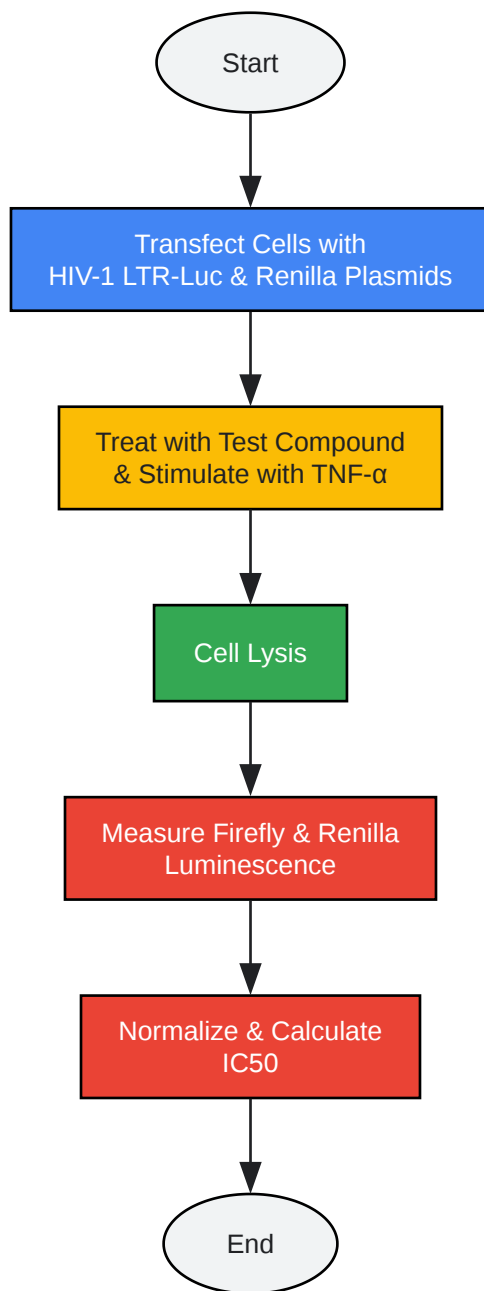 Start
Transfect Cells with
HIV-1 LTR-Luc & Renilla Plasmids
Treat with Test Compound
& Stimulate with TNF-α
Cell Lysis
Measure Firefly & Renilla
Luminescence
Normalize & Calculate
IC50
End